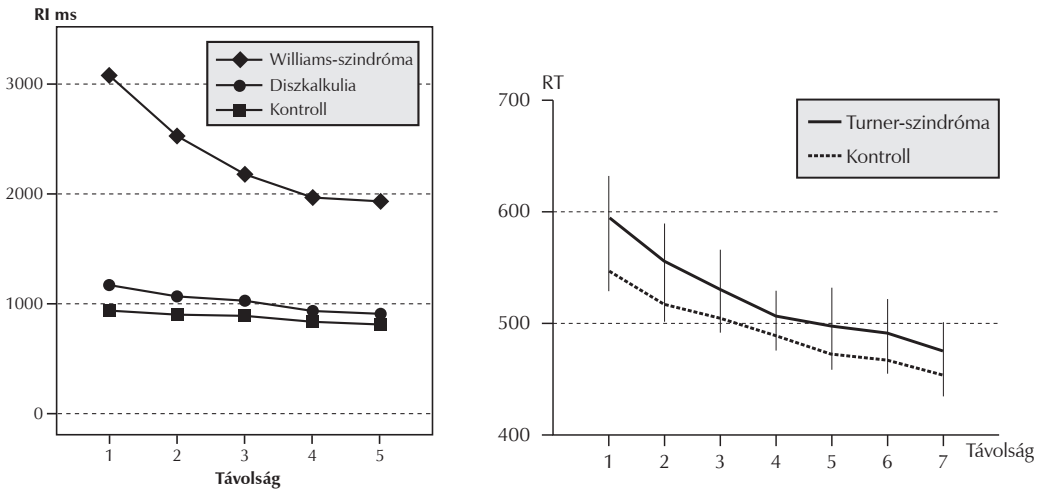 RI ms
3000
2000
1000
0
1 2 3 4 5
Távolság
Williams-szindróma
Diszkalkulia
Kontroll
RT
700
600
500
400
1 2 3 4 5 6 7
Távolság
Turner-szindróma
Kontroll